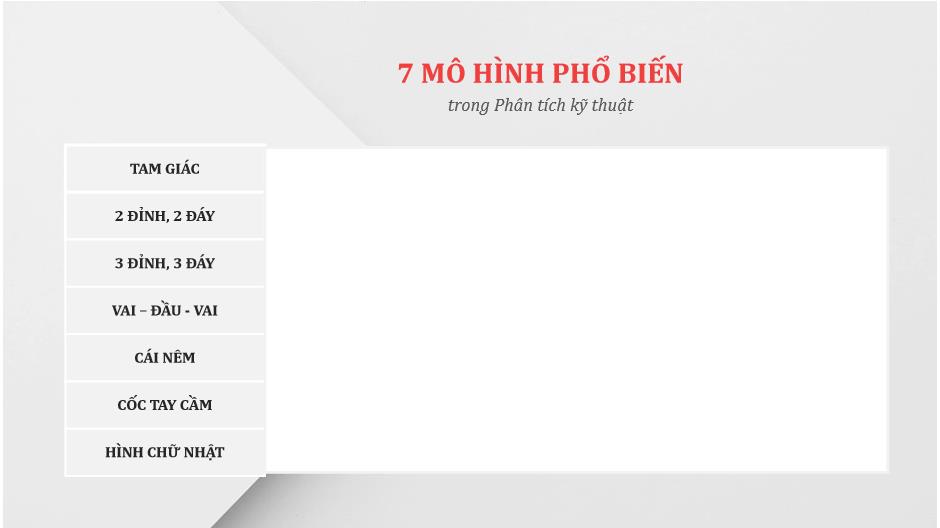 7 MÔ HÌNH PHỔ BIẾN
trong Phân tích kỹ thuật
TAM GIÁC
2 ĐỈNH, 2 ĐÁY
3 ĐỈNH, 3 ĐÁY
VAI – ĐẦU - VAI
CÁI NÊM
CỐC TAY CẦM
HÌNH CHỮ NHẬT